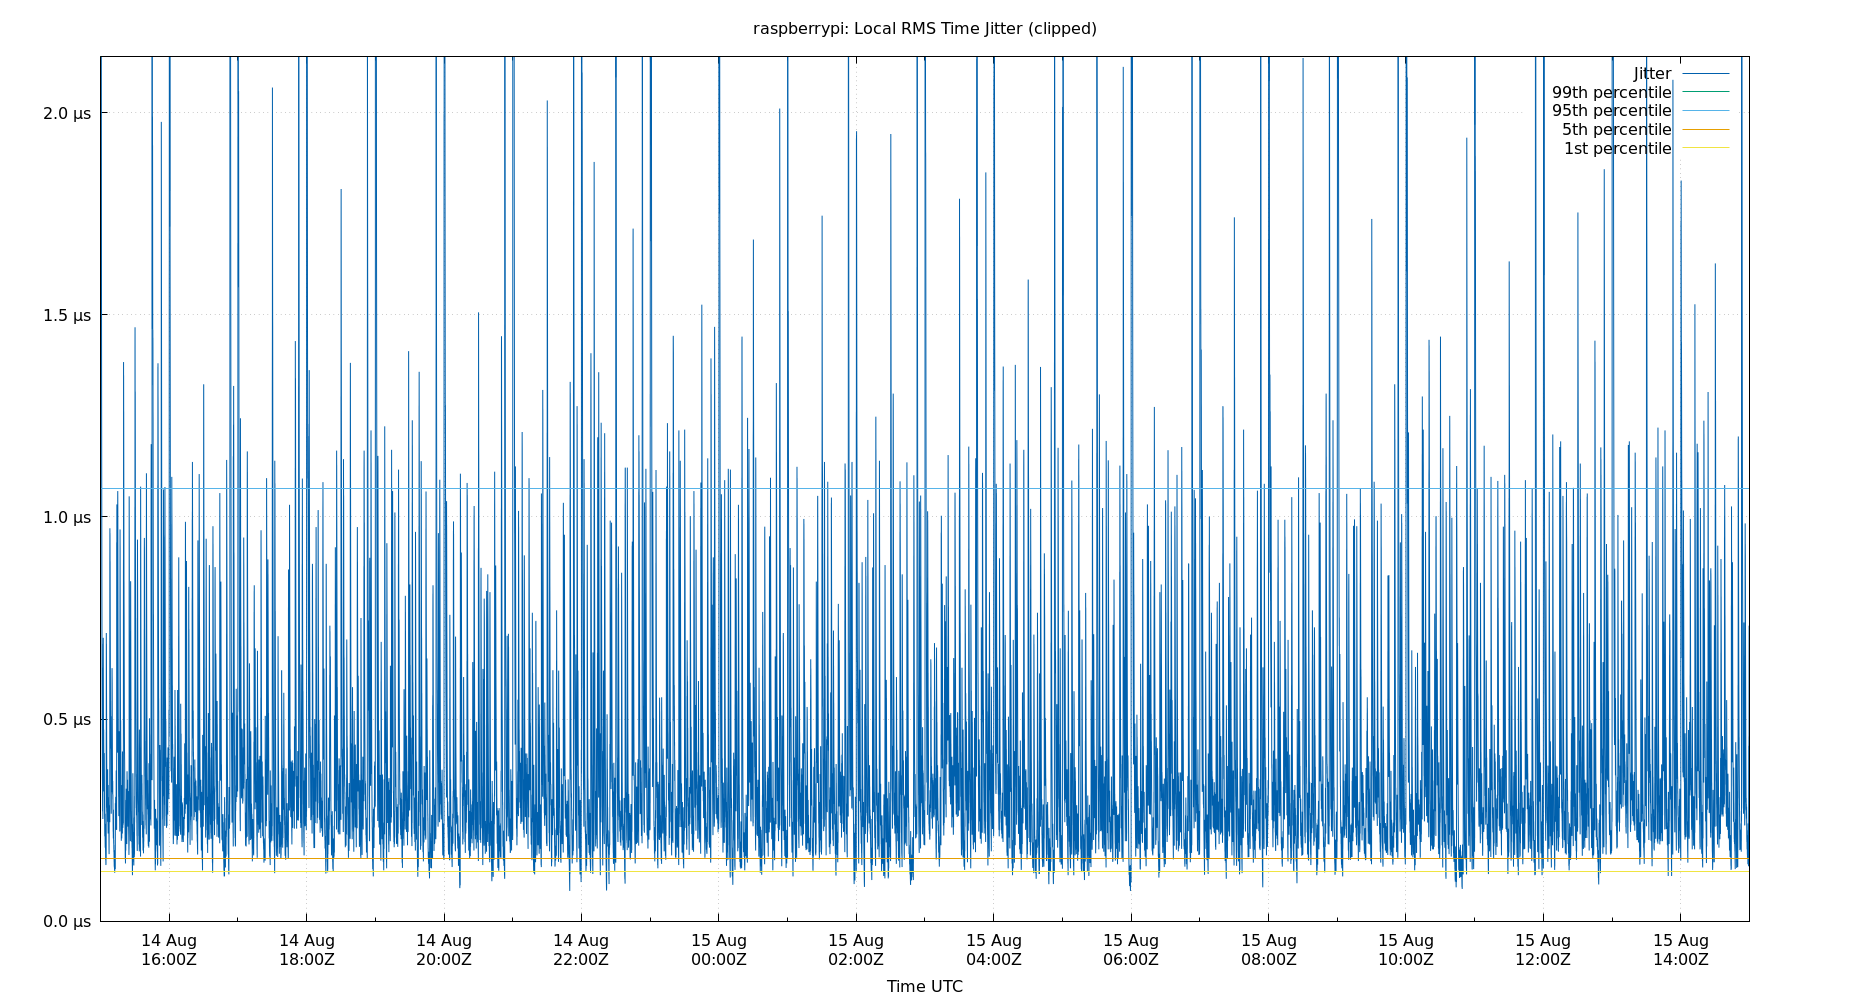 raspberrypi: Local RMS Time Jitter (clipped)
Jitter
99th percentile
95th percentile
5th percentile
1st percentile
2.0 µs
1.5 µs
1.0 µs
0.5 µs
0.0 µs
14 Aug 14 Aug 14 Aug 14 Aug 15 Aug 15 Aug 15 Aug 15 Aug 15 Aug 15 Aug 15 Aug 15 Aug
16:00Z 18:00Z 20:00Z 22:00Z 00:00Z 02:00Z 04:00Z 06:00Z 08:00Z 10:00Z 12:00Z 14:00Z
Time UTC